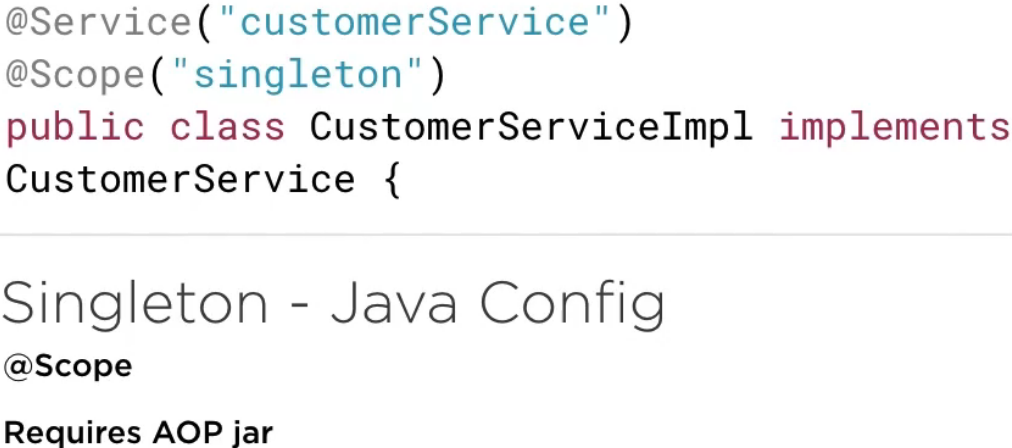 @Service("customerService")
@Scope("singleton")
public class CustomerServiceImpl implements
CustomerService {
Singleton - Java Config
@Scope
Requires AOP jar